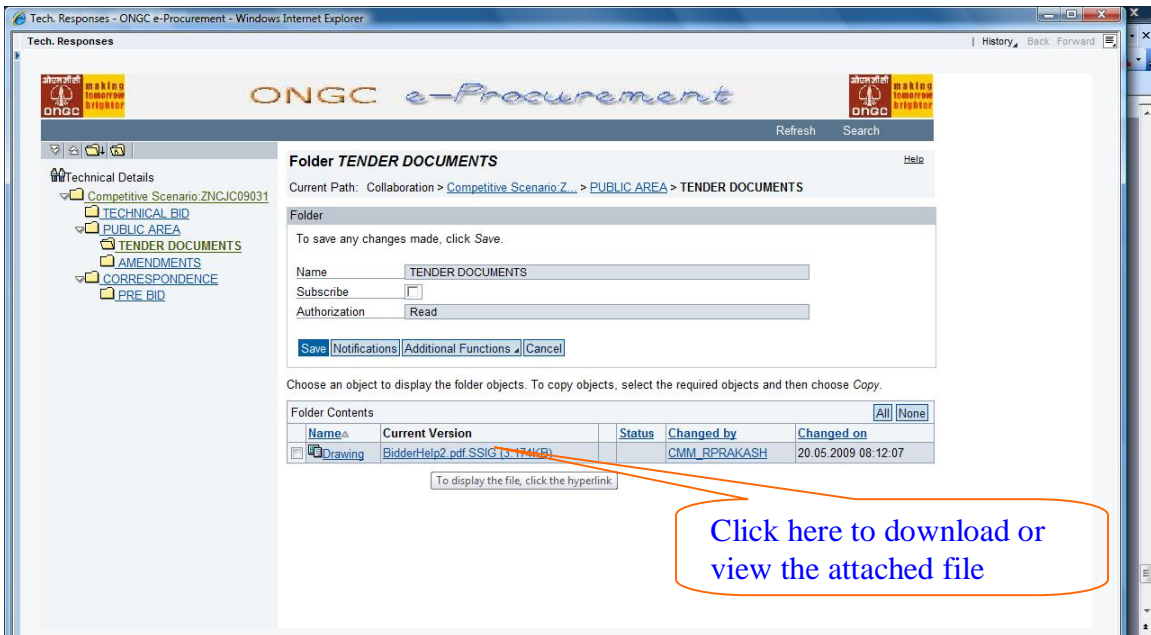 Tech. Responses - ONGC e-Procurement - Windows Internet Explorer
Tech. Responses
| History Back Forward
making
tomorrow
brighter
ongc
ONGC e-Procurement
making
tomorrow
brighter
ongc
Refresh Search
Technical Details
Competitive Scenario:ZNCJC09031
TECHNICAL BID
PUBLIC AREA
TENDER DOCUMENTS
AMENDMENTS
CORRESPONDENCE
PRE BID
Folder TENDER DOCUMENTS
Help
Current Path: Collaboration > Competitive Scenario:Z... > PUBLIC AREA > TENDER DOCUMENTS
Folder
To save any changes made, click Save.
Name TENDER DOCUMENTS
Subscribe
Authorization Read
Save Notifications Additional Functions Cancel
Choose an object to display the folder objects. To copy objects, select the required objects and then choose Copy.
Folder Contents All None
Name Current Version Status Changed by Changed on
Drawing BidderHelp2.pdf.SSIG (3.174KB) CMM_RPRAKASH 20.05.2009 08:12:07
To display the file, click the hyperlink
Click here to download or
view the attached file